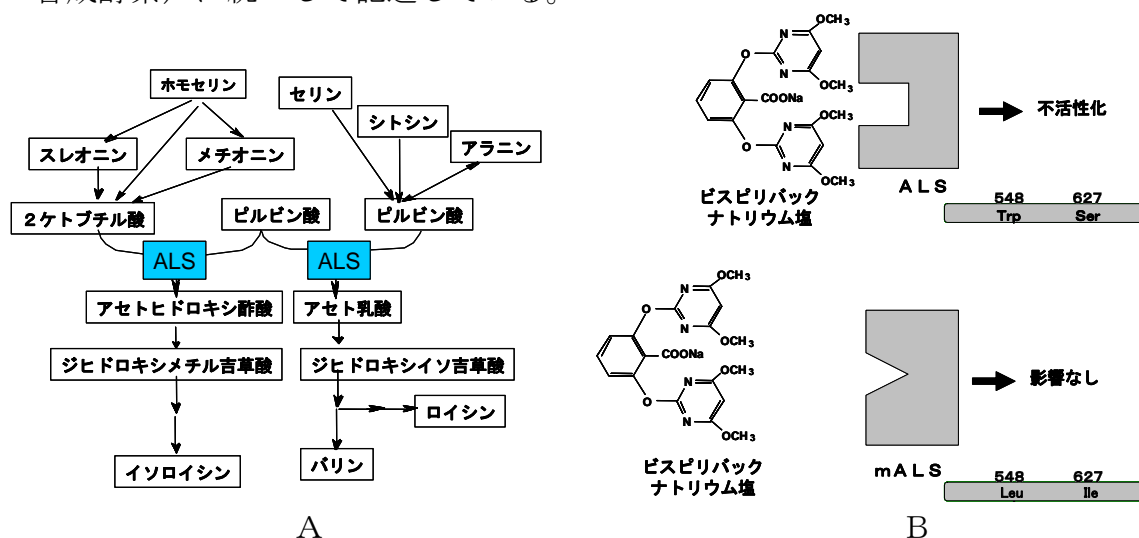 ホモセリン
セリン
シトシン
アラニン
スレオニン
メチオニン
2ケトブチル酸
ピルビン酸
ピルビン酸
ALS
ALS
アセトヒドロキシ酢酸
アセト乳酸
ジヒドロキシメチル吉草酸
ジヒドロキシイソ吉草酸
ロイシン
イソロイシン
バリン
A
OCH3
N
N
O
OCH3
COONa
OCH3
O
N
N
OCH3
ビスピリバック
ナトリウム塩
ALS
不活性化
548 627
Trp Ser
OCH3
N
N
O
OCH3
COONa
OCH3
O
N
N
OCH3
ビスピリバック
ナトリウム塩
mALS
影響なし
548 627
Leu Ile
B